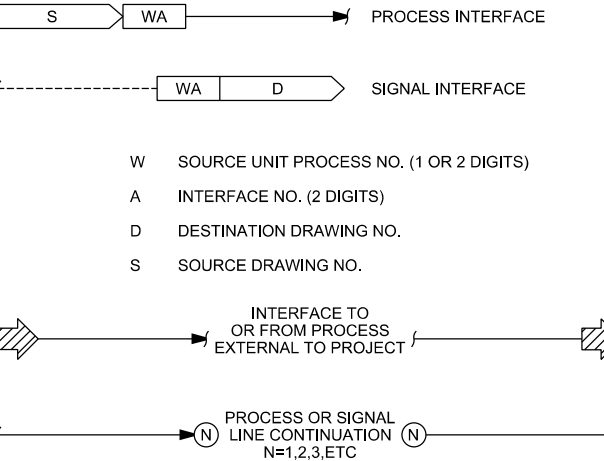 S WA PROCESS INTERFACE
WA D SIGNAL INTERFACE
W SOURCE UNIT PROCESS NO. (1 OR 2 DIGITS)
A INTERFACE NO. (2 DIGITS)
D DESTINATION DRAWING NO.
S SOURCE DRAWING NO.
INTERFACE TO
OR FROM PROCESS
EXTERNAL TO PROJECT
PROCESS OR SIGNAL
N LINE CONTINUATION N
N=1,2,3,ETC